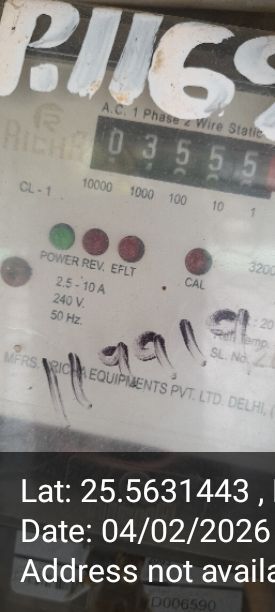 P.1169
A.C. 1 Phase 2 Wire Static
RICHA
0 3 5 5 5
CL - 1 10000 1000 100 10 1
POWER REV. EFLT
CAL
3200
2.5 - 10 A
240 V.
50 Hz.
Ref. Temp.
SL. No.
MFRS. RICHA EQUIPMENTS PVT. LTD. DELHI,
Lat: 25.5631443 ,
Date: 04/02/2026
Address not availa
D006590